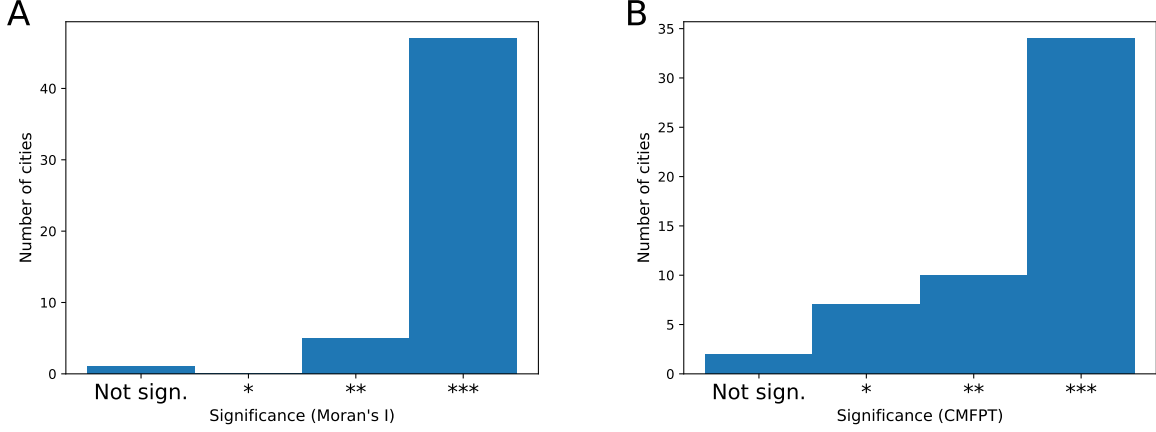 A
Number of cities
40
30
20
10
0
Not sign.
*
**
***
Significance (Moran's I)
B
Number of cities
35
30
25
20
15
10
5
0
Not sign.
*
**
***
Significance (CMFPT)